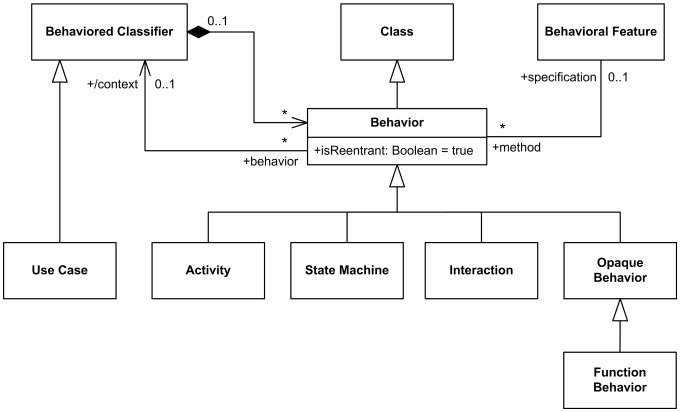 Behaviored Classifier
0..1
Class
Behavioral Feature
+/context
0..1
+specification
0..1
*
Behavior
*
*
+isReentrant: Boolean = true
+behavior
+method
Use Case
Activity
State Machine
Interaction
Opaque
Behavior
Function
Behavior